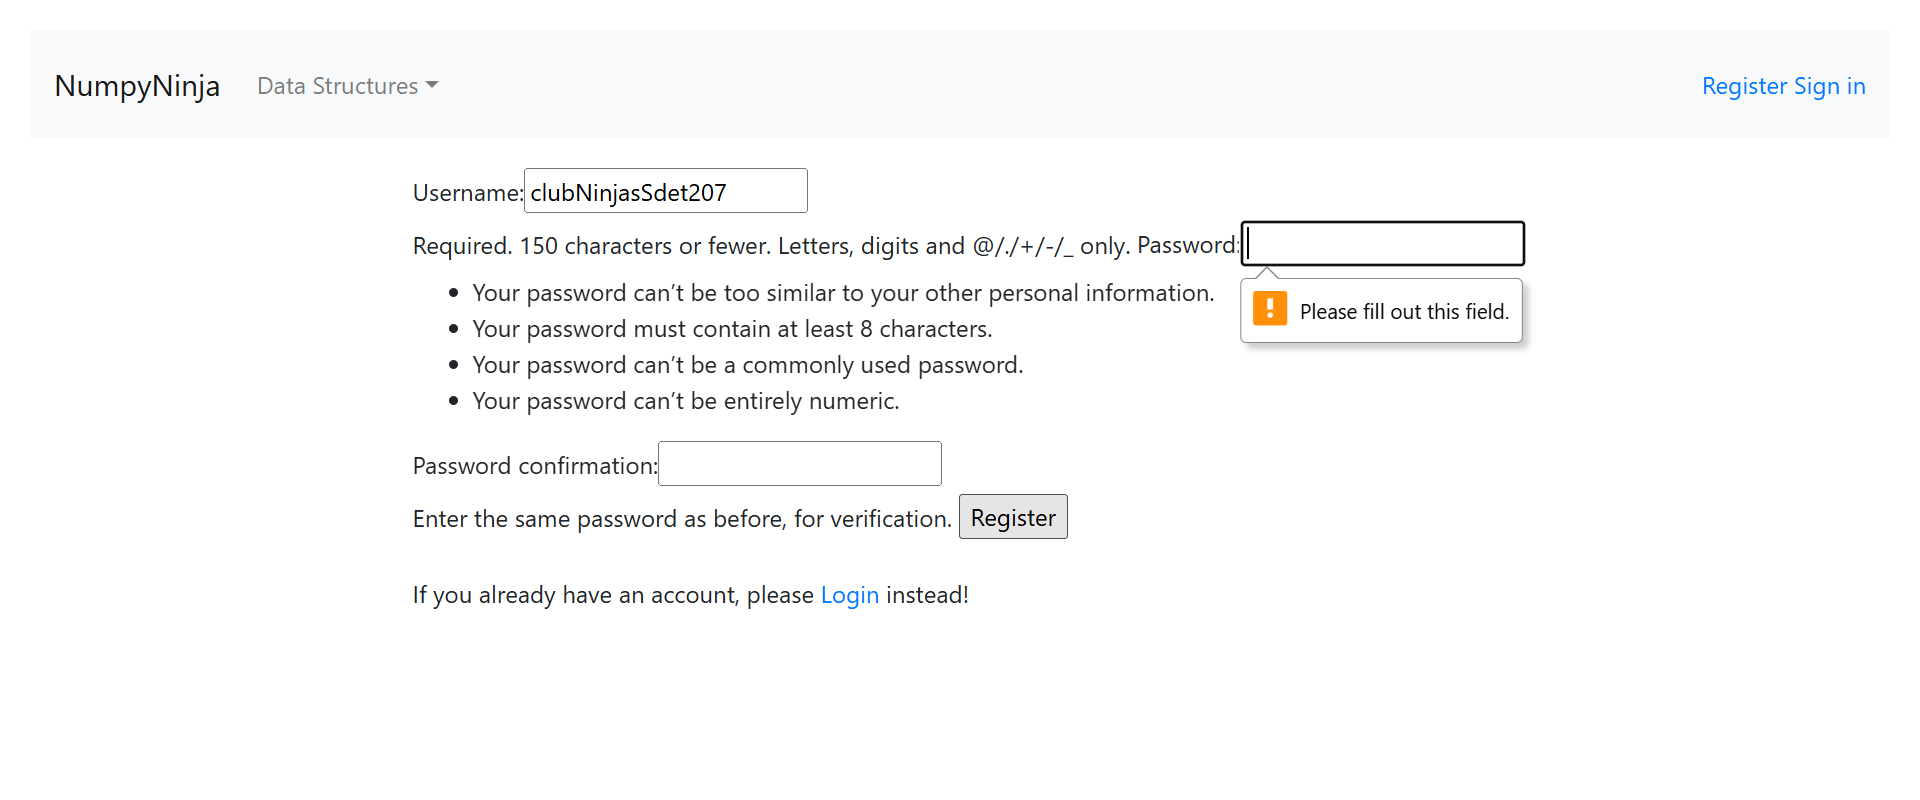 NumpyNinja Data Structures Register Sign in
Username: clubNinjasSdet207
Required. 150 characters or fewer. Letters, digits and @/./+/-/_ only. Password:
Please fill out this field.
Your password can’t be too similar to your other personal information.
Your password must contain at least 8 characters.
Your password can’t be a commonly used password.
Your password can’t be entirely numeric.
Password confirmation:
Enter the same password as before, for verification. Register
If you already have an account, please Login instead!